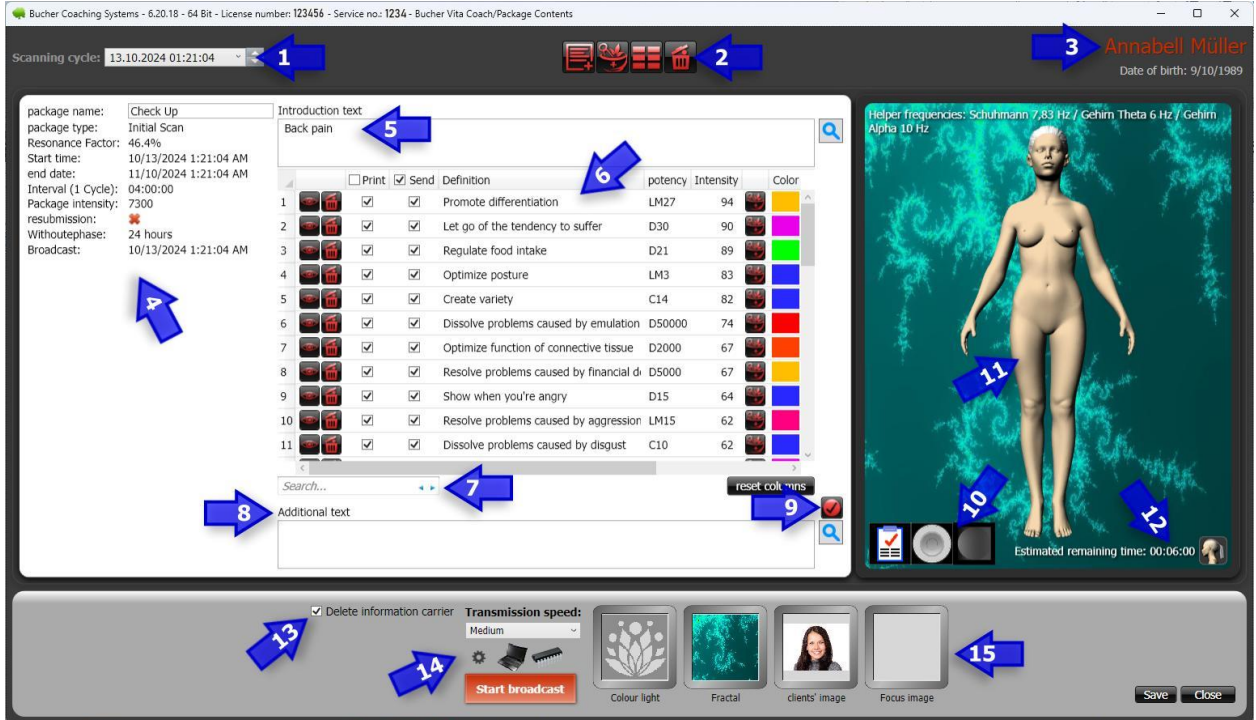 Bucher Coaching Systems - 6.20.18 - 64 Bit - License number: 123456 - Service no.: 1234 - Bucher Vita Coach/Package Contents
Scanning cycle: 13.10.2024 01:21:04
1
2
3
Annabell Müller
Date of birth: 9/10/1989
package name: Check Up
package type: Initial Scan
Resonance Factor: 46.4%
Start time: 10/13/2024 1:21:04 AM
end date: 11/10/2024 1:21:04 AM
Interval (1 Cycle): 04:00:00
Package intensity: 7300
resubmission:
Withoutephase: 24 hours
Broadcast: 10/13/2024 1:21:04 AM
4
Introduction text
Back pain
5
6
Print Send Definition potency Intensity Color
1 Promote differentiation LM27 94
2 Let go of the tendency to suffer D30 90
3 Regulate food intake D21 89
4 Optimize posture LM3 83
5 Create variety C14 82
6 Dissolve problems caused by emulation D50000 74
7 Optimize function of connective tissue D2000 67
8 Resolve problems caused by financial d D5000 67
9 Show when you're angry D15 64
10 Resolve problems caused by aggression LM15 62
11 Dissolve problems caused by disgust C10 62
Search...
7
reset columns
8
Additional text
9
Helper frequencies: Schuhmann 7,83 Hz / Gehirn Theta 6 Hz / Gehirn
Alpha 10 Hz
11
10
12
Estimated remaining time: 00:06:00
13
Delete information carrier
Transmission speed:
Medium
14
Start broadcast
Colour light
Fractal
clients' image
Focus image
15
Save
Close